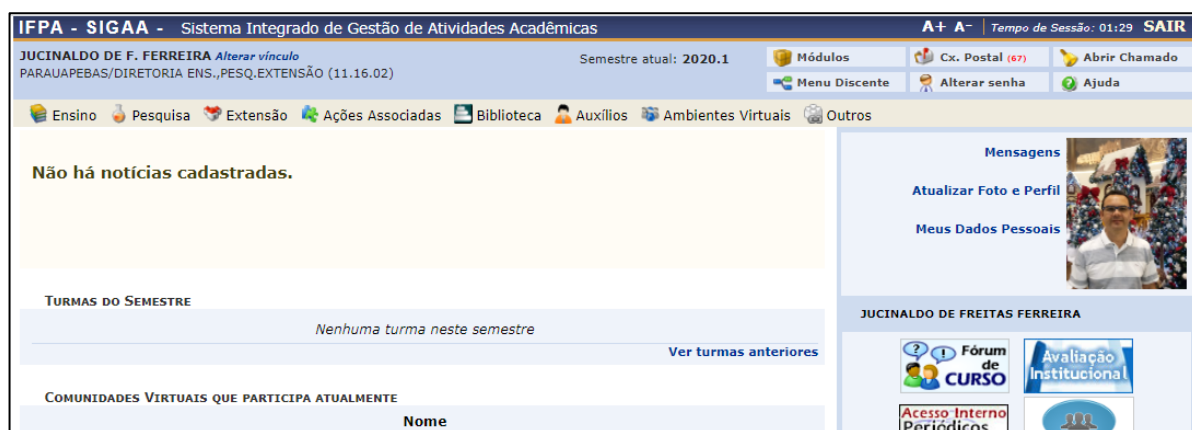 IFPA - SIGAA - Sistema Integrado de Gestão de Atividades Acadêmicas
A+ A- Tempo de Sessão: 01:29 SAIR
JUCINALDO DE F. FERREIRA Alterar vínculo
PARAUAPEBAS/DIRETORIA ENS.,PESQ.EXTENSÃO (11.16.02)
Semestre atual: 2020.1
Módulos
Cx. Postal (67)
Abrir Chamado
Menu Discente
Alterar senha
Ajuda
Ensino Pesquisa Extensão Ações Associadas Biblioteca Auxílios Ambientes Virtuais Outros
Não há notícias cadastradas.
TURMAS DO SEMESTRE
Nenhuma turma neste semestre
Ver turmas anteriores
COMUNIDADES VIRTUAIS QUE PARTICIPA ATUALMENTE
Nome
Mensagens
Atualizar Foto e Perfil
Meus Dados Pessoais
JUCINALDO DE FREITAS FERREIRA
? ! Fórum
de
CURSO
Avaliação
Institucional
Acesso Interno
Periódicos